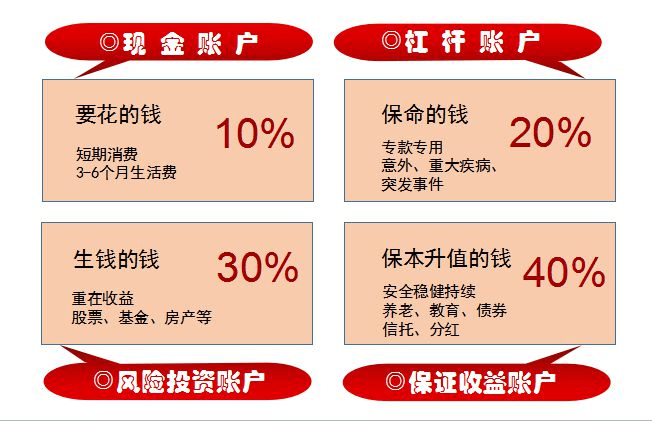 ◎现金账户
◎杠杆账户
要花的钱
10%
短期消费
3-6个月生活费
保命的钱
20%
专款专用
意外、重大疾病、
突发事件
生钱的钱
30%
重在收益
股票、基金、房产等
保本升值的钱
40%
安全稳健持续
养老、教育、债券
信托、分红
◎风险投资账户
◎保证收益账户